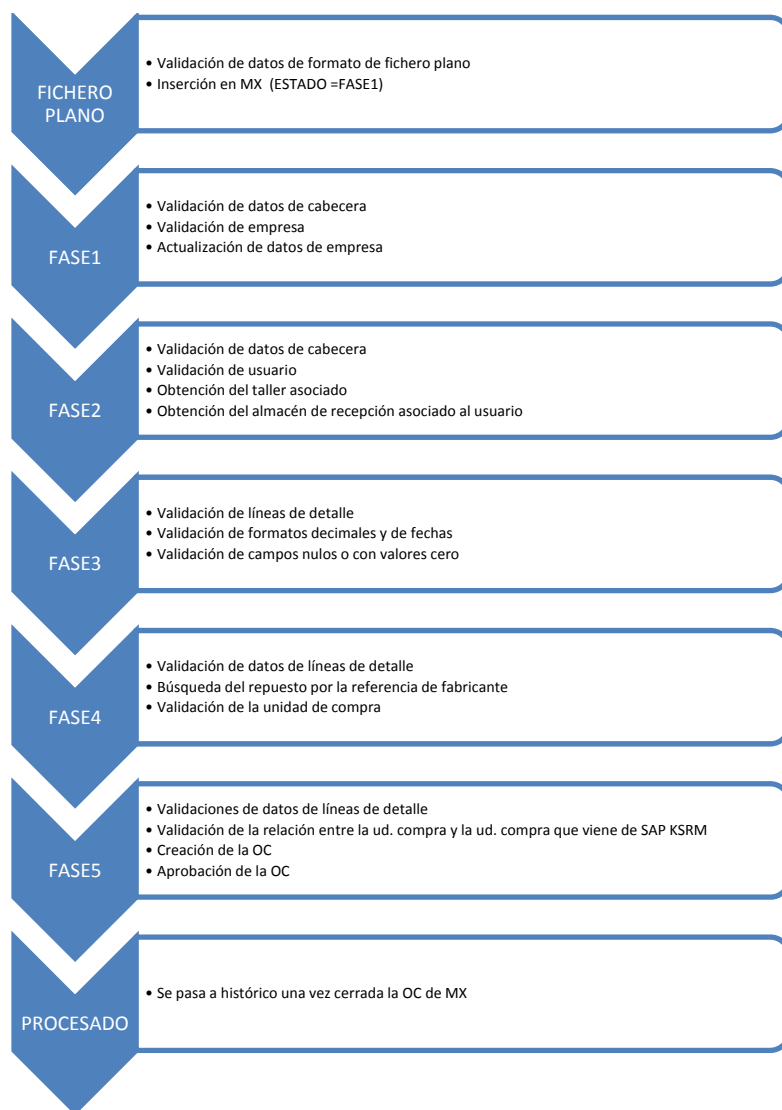 FICHERO
PLANO
• Validación de datos de formato de fichero plano
• Inserción en MX  (ESTADO =FASE1)
FASE1
• Validación de datos de cabecera
• Validación de empresa
• Actualización de datos de empresa
FASE2
• Validación de datos de cabecera
• Validación de usuario
• Obtención del taller asociado
• Obtención del almacén de recepción asociado al usuario
FASE3
• Validación de líneas de detalle
• Validación de formatos decimales y de fechas
• Validación de campos nulos o con valores cero
FASE4
• Validación de datos de líneas de detalle
• Búsqueda del repuesto por la referencia de fabricante
• Validación de la unidad de compra
FASE5
• Validaciones de datos de líneas de detalle
• Validación de la relación entre la ud. compra y la ud. compra que viene de SAP KSRM
• Creación de la OC
• Aprobación de la OC
PROCESADO
• Se pasa a histórico una vez cerrada la OC de MX